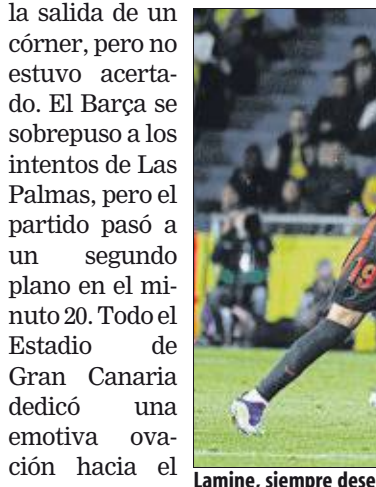 la salida de un
córner, pero no
estuvo acerta-
do. El Barça se
sobrepuso a los
intentos de Las
Palmas, pero el
partido pasó a
un segundo
plano en el mi-
nuto 20. Todo el
Estadio de
Gran Canaria
dedicó una
emotiva ova-
ción hacia el
19
Lamine, siempre dese